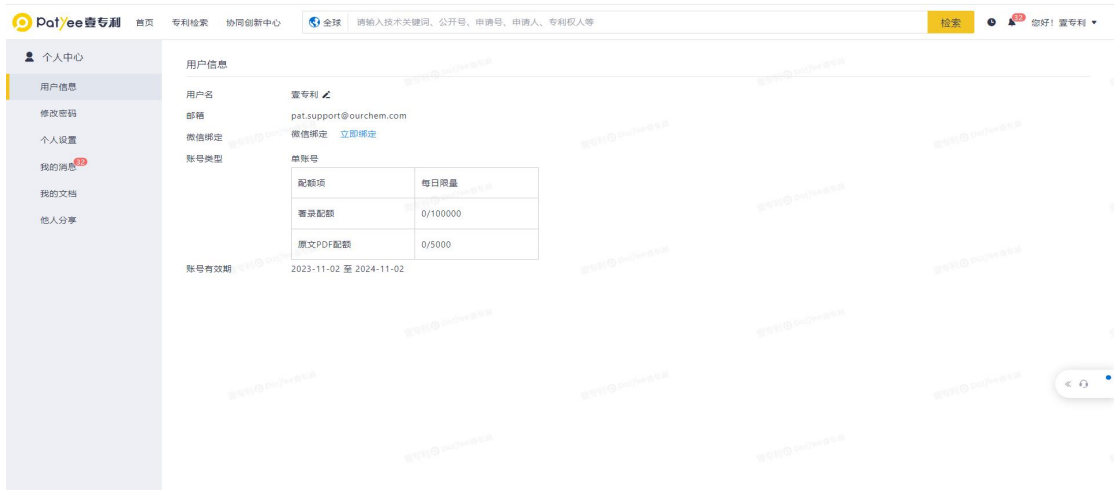 Patyee壹专利 首页 专利检索 协同创新中心 全球 请输入技术关键词、公开号、申请号、申请人、专利权人等 检索 32 您好！壹专利
个人中心
用户信息
修改密码
个人设置
我的消息 32
我的文档
他人分享
用户信息
用户名 壹专利
邮箱 pat.support@ourchem.com
微信绑定 微信绑定 立即绑定
账号类型 单账号
配额项 每日限量
著录配额 0/100000
原文PDF配额 0/5000
账号有效期 2023-11-02 至 2024-11-02